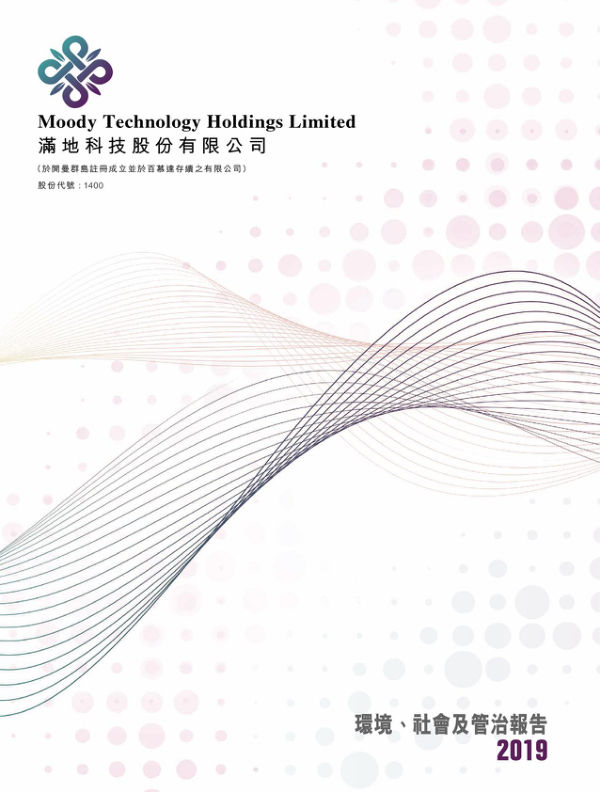 Moody Technology Holdings Limited
滿地科技股份有限公司
(於開曼群島註冊成立並於百慕達存續之有限公司)
股份代號：1400
環境、社會及管治報告
2019